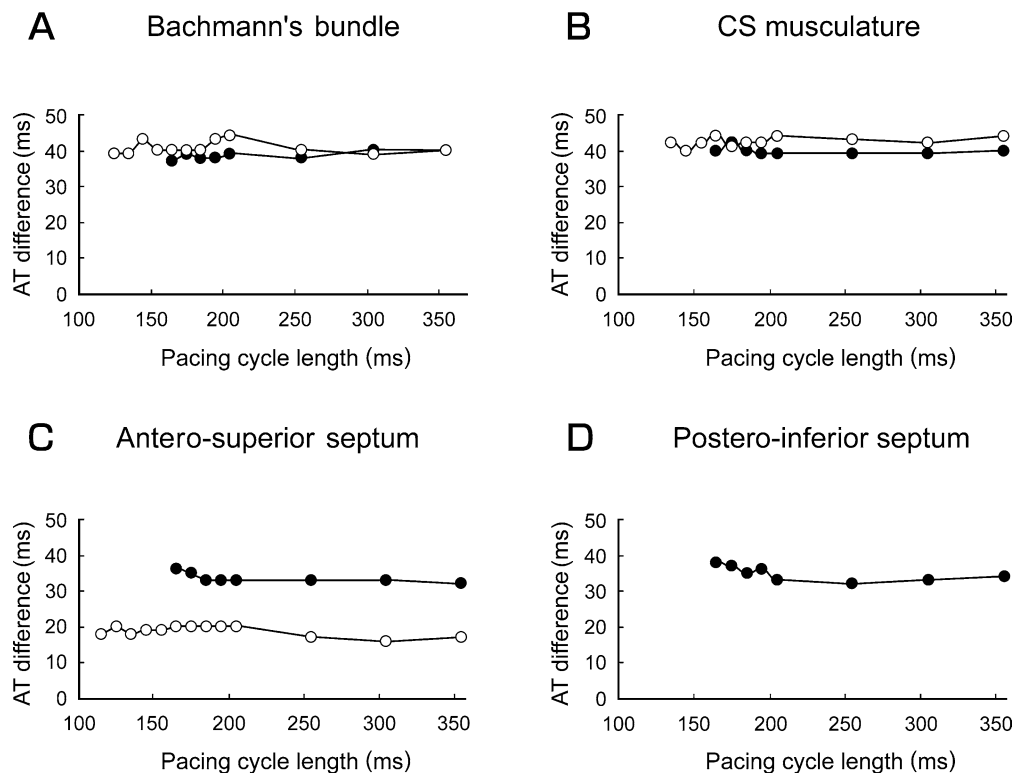 A Bachmann's bundle
AT difference (ms)
50
40
30
20
10
0
100 150 200 250 300 350
Pacing cycle length (ms)
B CS musculature
AT difference (ms)
50
40
30
20
10
0
100 150 200 250 300 350
Pacing cycle length (ms)
C Antero-superior septum
AT difference (ms)
50
40
30
20
10
0
100 150 200 250 300 350
Pacing cycle length (ms)
D Postero-inferior septum
AT difference (ms)
50
40
30
20
10
0
100 150 200 250 300 350
Pacing cycle length (ms)